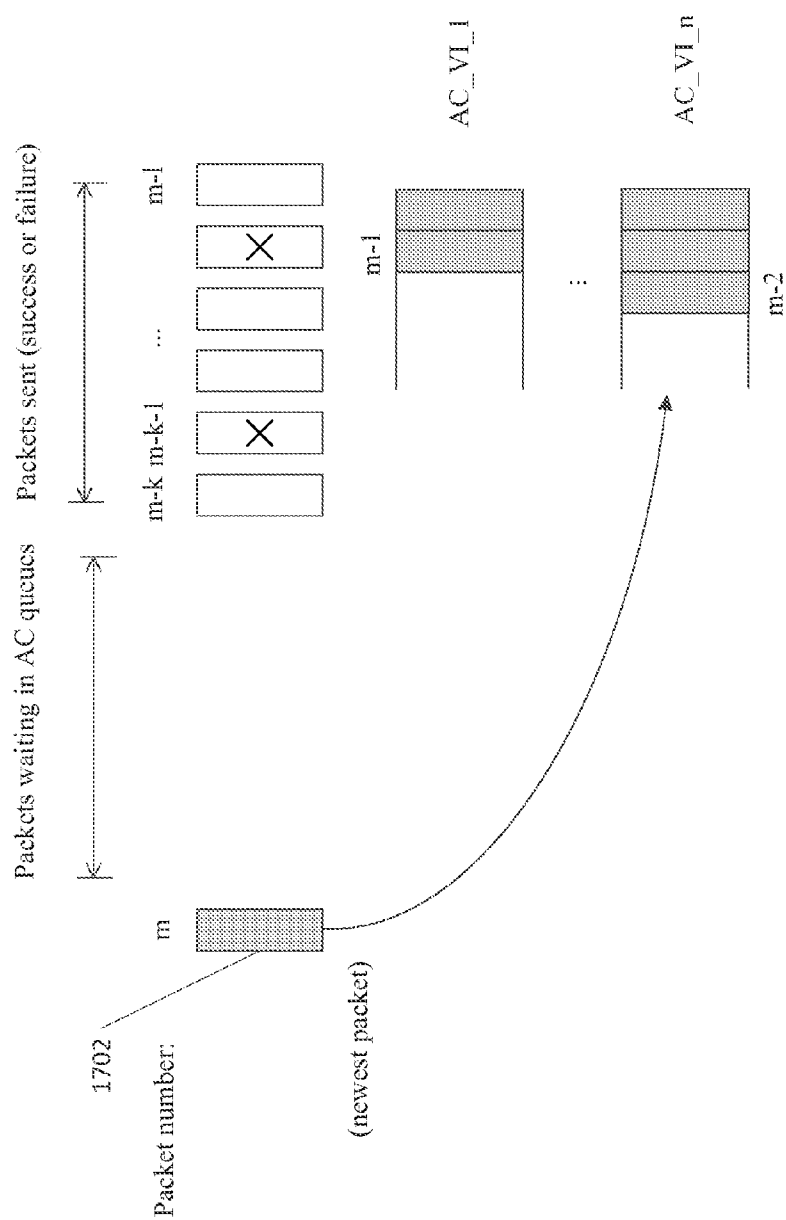 Packets waiting in AC queues
Packets sent (success or failure)
1702
Packet number:
m
m-k m-k-1
...
m-1
(newest packet)
m-1
AC_VI_1
...
AC_VI_n
m-2